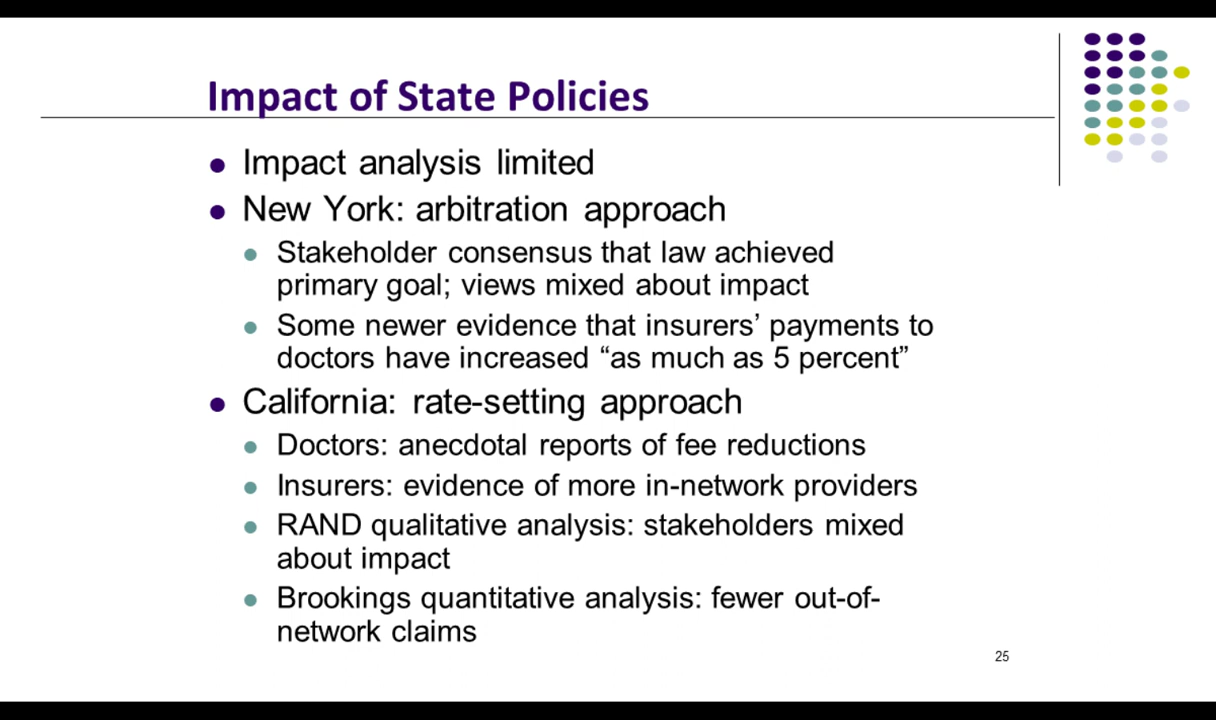 Impact of State Policies
Impact analysis limited
New York: arbitration approach
Stakeholder consensus that law achieved
primary goal; views mixed about impact
Some newer evidence that insurers’ payments to
doctors have increased “as much as 5 percent”
California: rate-setting approach
Doctors: anecdotal reports of fee reductions
Insurers: evidence of more in-network providers
RAND qualitative analysis: stakeholders mixed
about impact
Brookings quantitative analysis: fewer out-of-
network claims
25